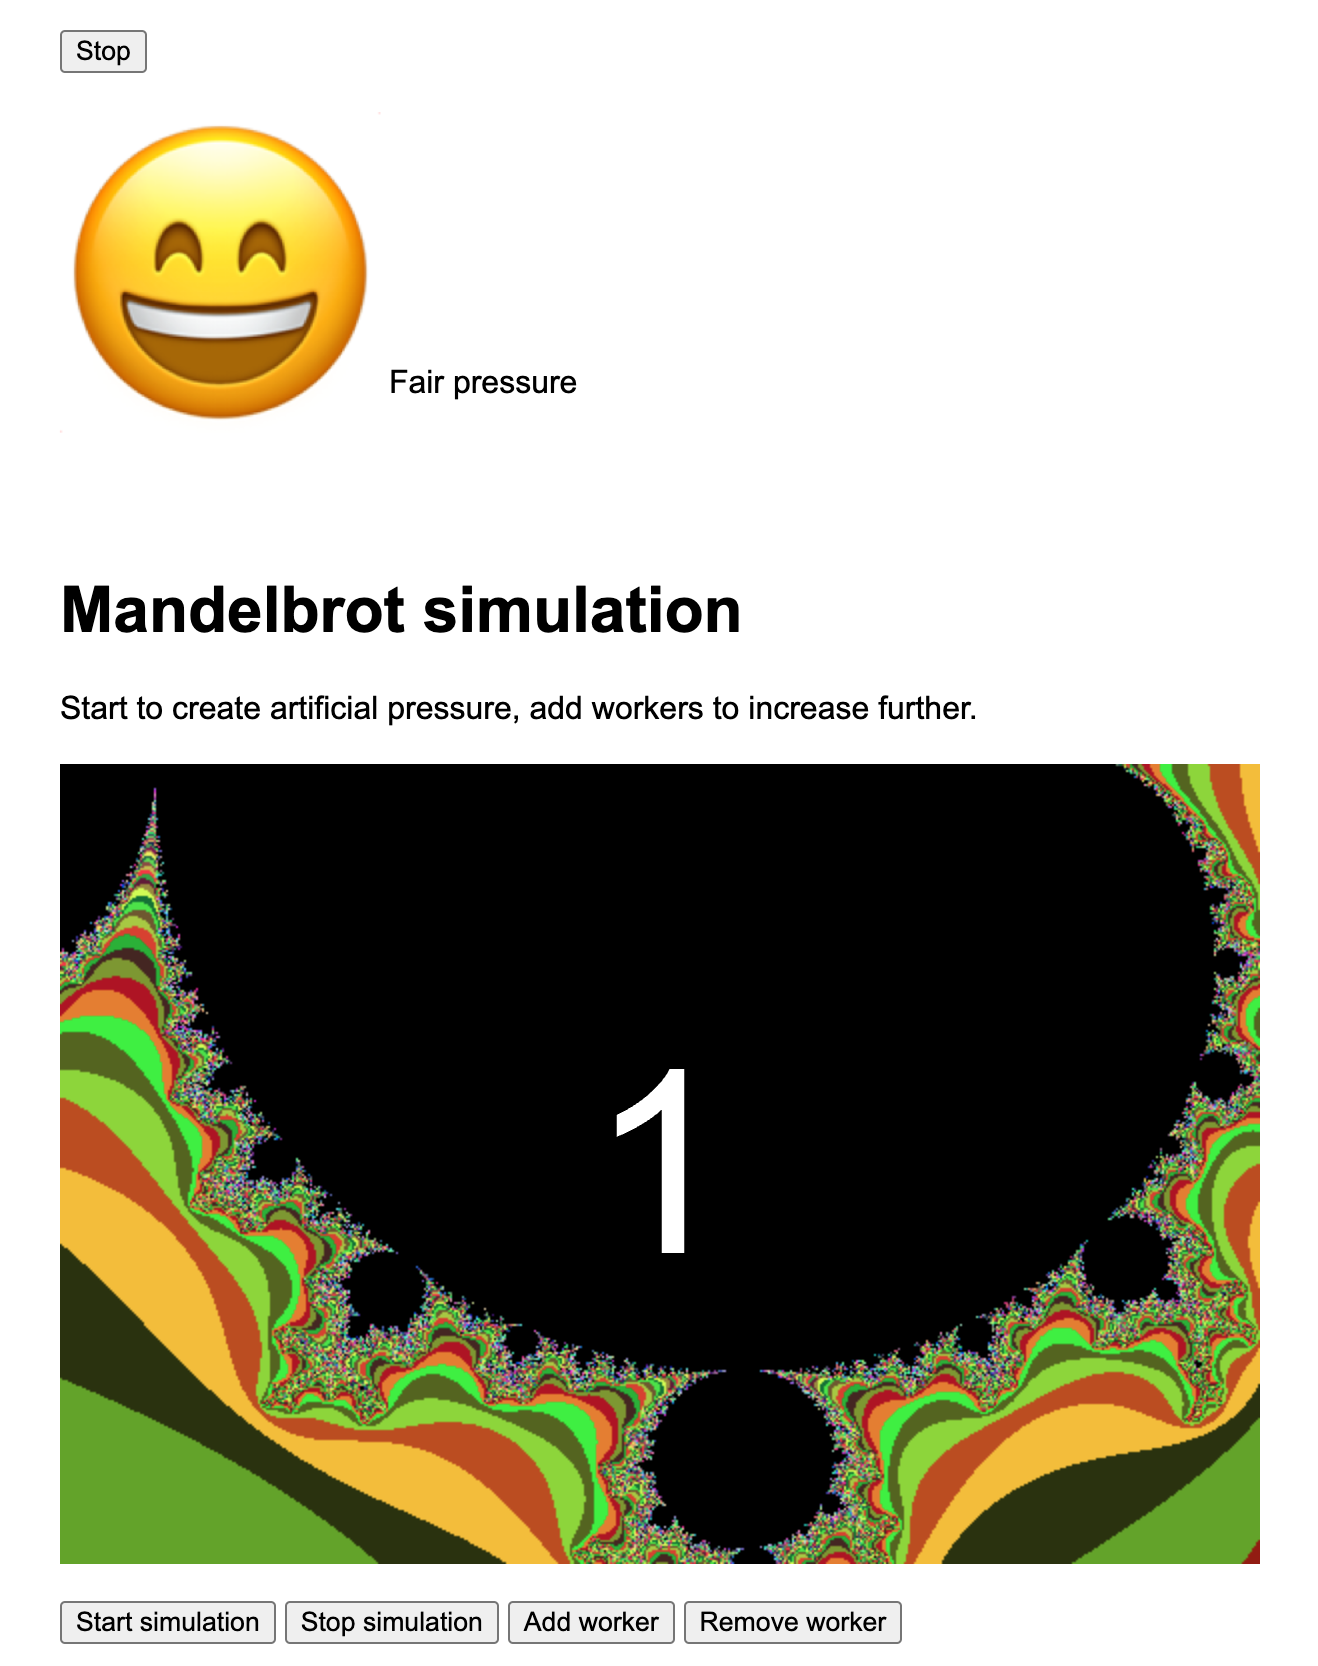 Stop
Fair pressure
Mandelbrot simulation
Start to create artificial pressure, add workers to increase further.
1
Start simulation Stop simulation Add worker Remove worker